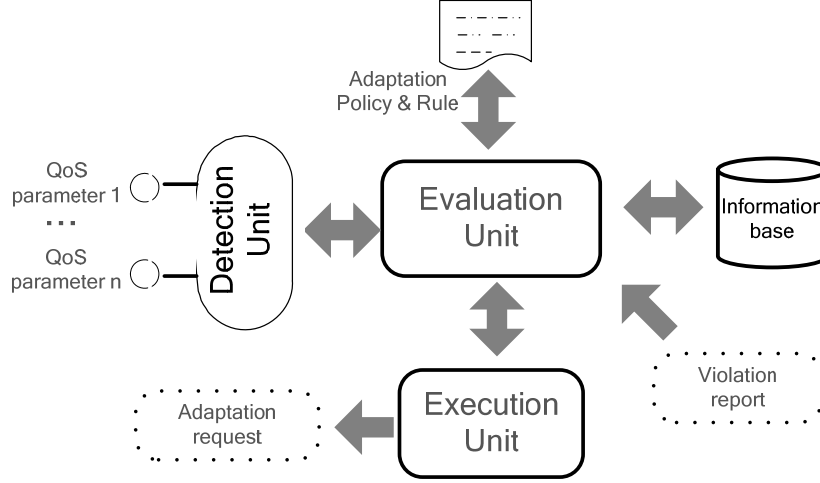 Adaptation
Policy & Rule
QoS
parameter 1
...
QoS
parameter n
Detection
Unit
Evaluation
Unit
Information
base
Execution
Unit
Adaptation
request
Violation
report